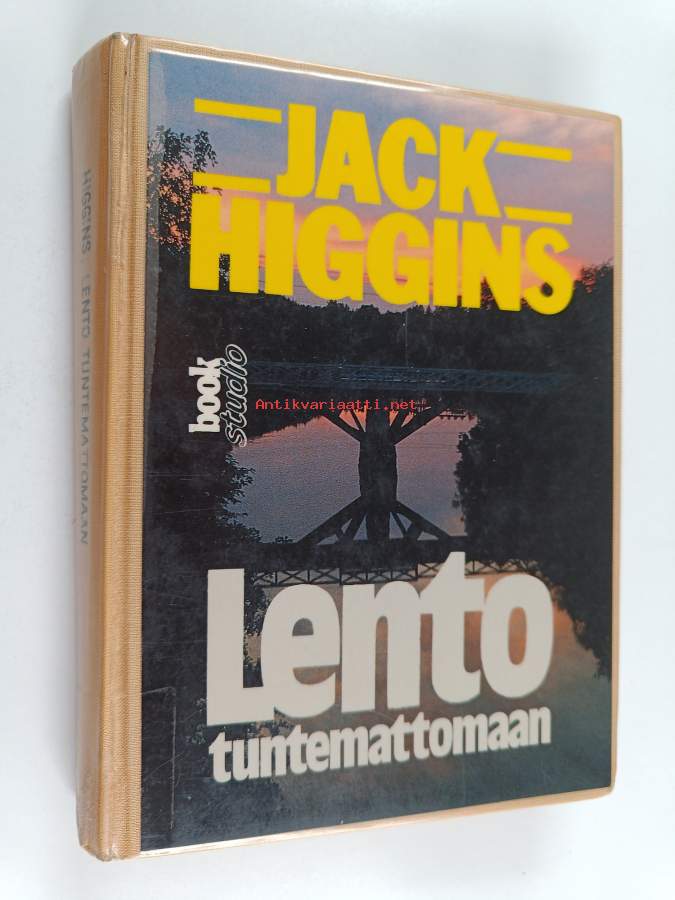 JACK
HIGGINS
book
studio
Antikvariaatti.net
Lento
tuntemattomaan
HIGGINS LENTO TUNTEMATTOMAAN